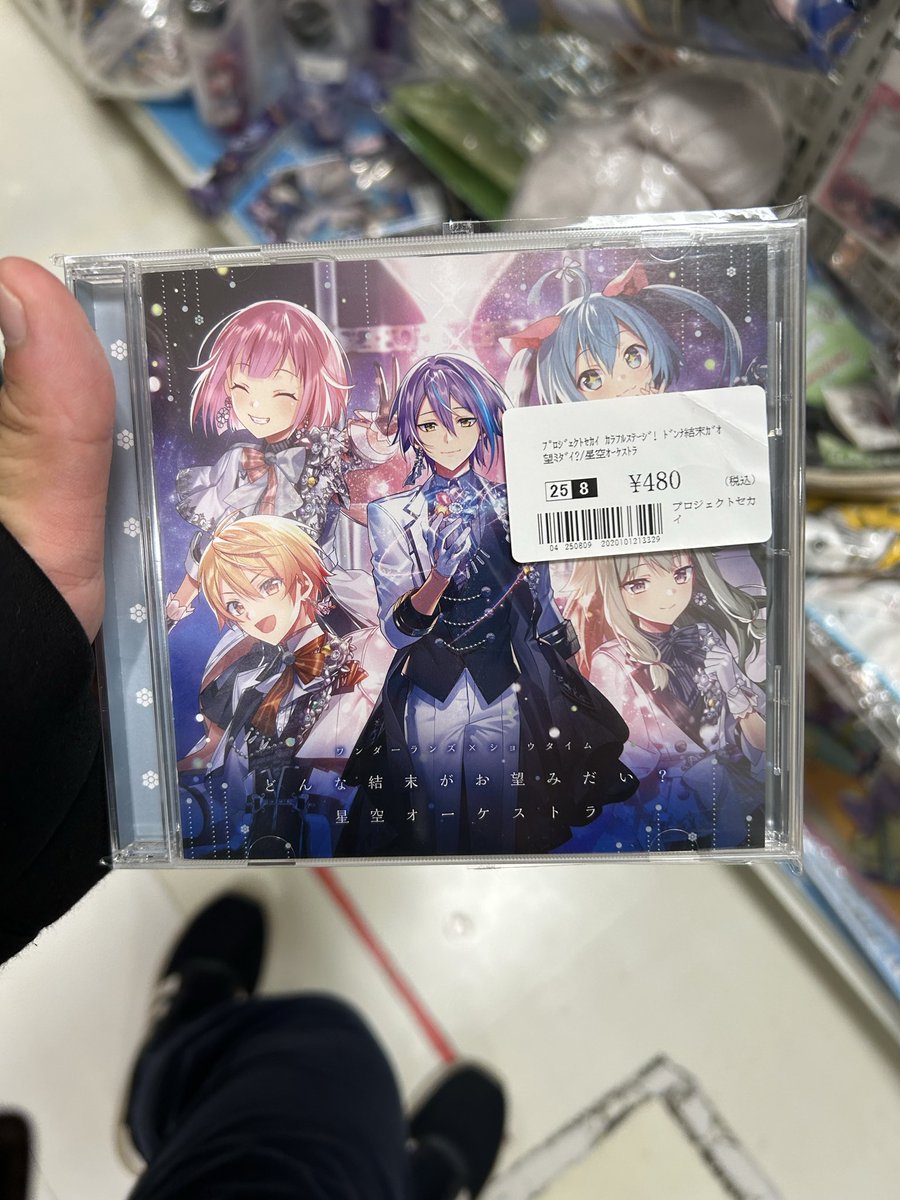 ﾌﾟﾛｼﾞｪｸﾄｾｶｲ ｶﾗﾌﾙｽﾃｰｼﾞ! ﾄﾞﾝﾅ結末ｶﾞｵ
望ﾐﾀﾞｲ?/星空ｵｰｹｽﾄﾗ
25 8 ¥480 (税込)
プロジェクトセカ
イ
04 250809 2020101213329
ワンダーランズ×ショウタイム
どんな結末がお望みだい?
星空オーケストラ